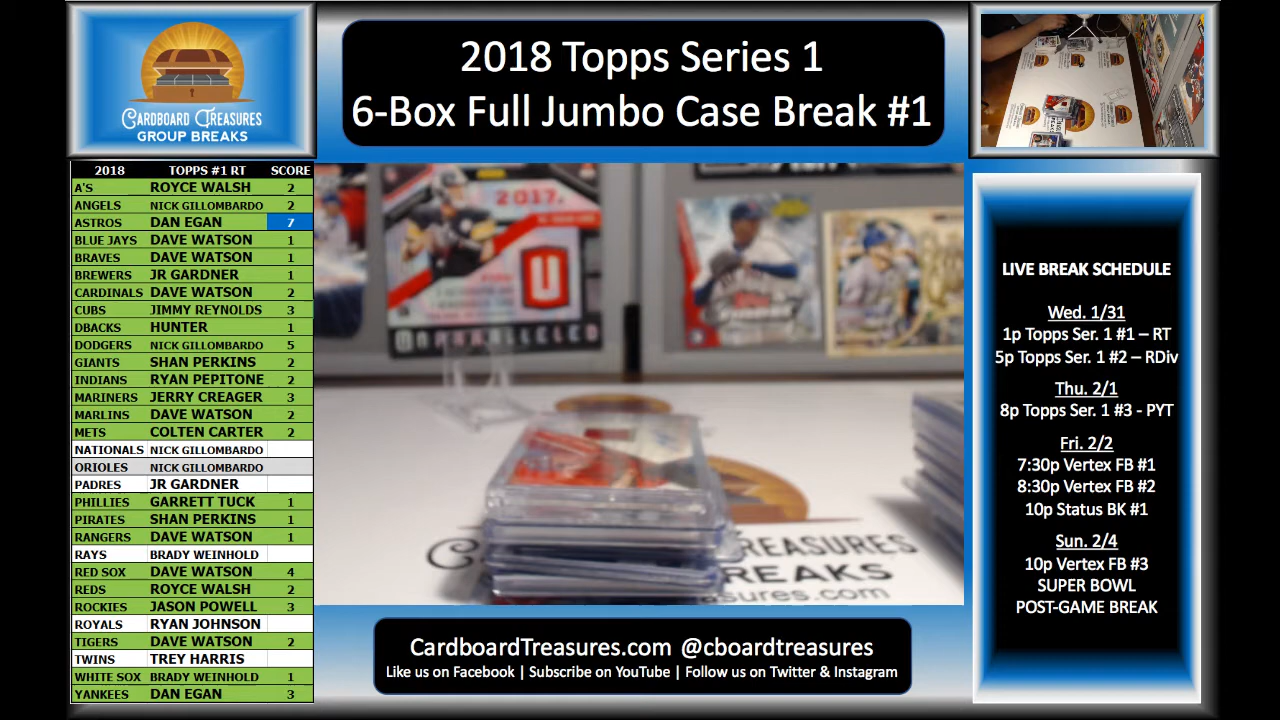 CARDBOARD TREASURES
GROUP BREAKS
2018 Topps Series 1
6-Box Full Jumbo Case Break #1
2018 TOPPS #1 RT SCORE
A'S ROYCE WALSH 2
ANGELS NICK GILLOMBARDO 2
ASTROS DAN EGAN 7
BLUE JAYS DAVE WATSON 1
BRAVES DAVE WATSON 1
BREWERS JR GARDNER 1
CARDINALS DAVE WATSON 2
CUBS JIMMY REYNOLDS 3
DBACKS HUNTER 1
DODGERS NICK GILLOMBARDO 5
GIANTS SHAN PERKINS 2
INDIANS RYAN PEPITONE 2
MARINERS JERRY CREAGER 3
MARLINS DAVE WATSON 2
METS COLTEN CARTER 2
NATIONALS NICK GILLOMBARDO
ORIOLES NICK GILLOMBARDO
PADRES JR GARDNER
PHILLIES GARRETT TUCK 1
PIRATES SHAN PERKINS 1
RANGERS DAVE WATSON 1
RAYS BRADY WEINHOLD
RED SOX DAVE WATSON 4
REDS ROYCE WALSH 2
ROCKIES JASON POWELL 3
ROYALS RYAN JOHNSON
TIGERS DAVE WATSON 2
TWINS TREY HARRIS
WHITE SOX BRADY WEINHOLD 1
YANKEES DAN EGAN 3
2017
U
UNPARALLELED
C TREASURES
REAKS
sures.com
CardboardTreasures.com @cboardtreasures
Like us on Facebook | Subscribe on YouTube | Follow us on Twitter & Instagram
LIVE BREAK SCHEDULE
Wed. 1/31
1p Topps Ser. 1 #1 – RT
5p Topps Ser. 1 #2 – RDiv
Thu. 2/1
8p Topps Ser. 1 #3 - PYT
Fri. 2/2
7:30p Vertex FB #1
8:30p Vertex FB #2
10p Status BK #1
Sun. 2/4
10p Vertex FB #3
SUPER BOWL
POST-GAME BREAK